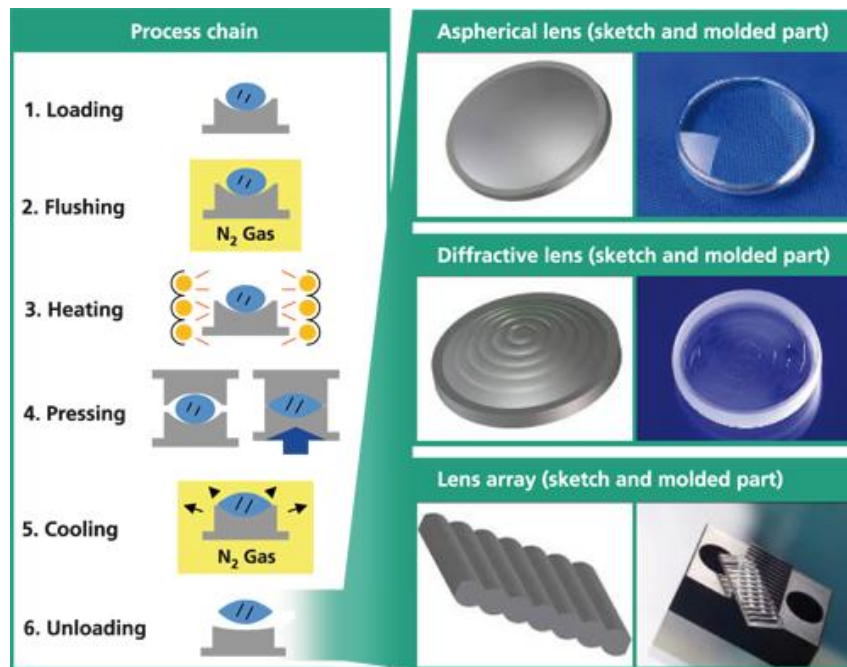 Process chain
1. Loading
2. Flushing
N₂ Gas
3. Heating
4. Pressing
5. Cooling
N₂ Gas
6. Unloading
Aspherical lens (sketch and molded part)
Diffractive lens (sketch and molded part)
Lens array (sketch and molded part)